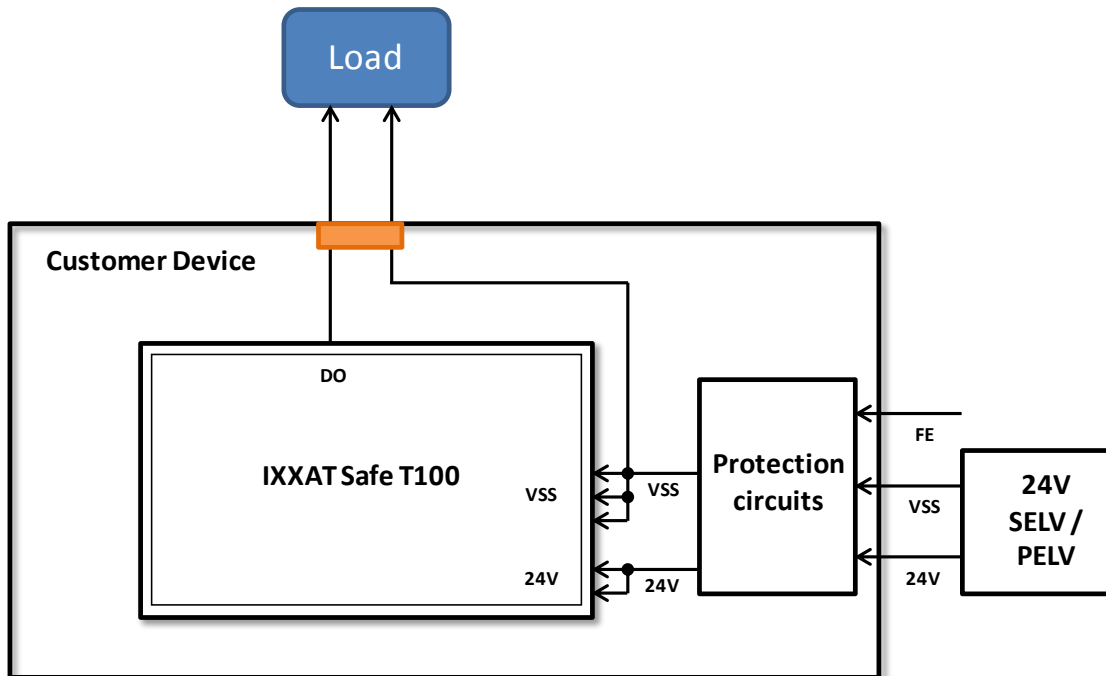 Load
Customer Device
DO
IXXAT Safe T100
VSS
24V
VSS
24V
Protection
circuits
FE
VSS
24V
24V
SELV /
PELV